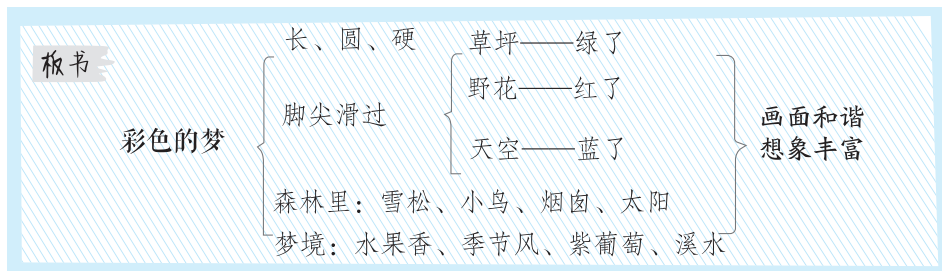 板书
彩色的梦
长、圆、硬
脚尖滑过
草坪——绿了
野花——红了
天空——蓝了
森林里：雪松、小鸟、烟囱、太阳
梦境：水果香、季节风、紫葡萄、溪水
画面和谐
想象丰富